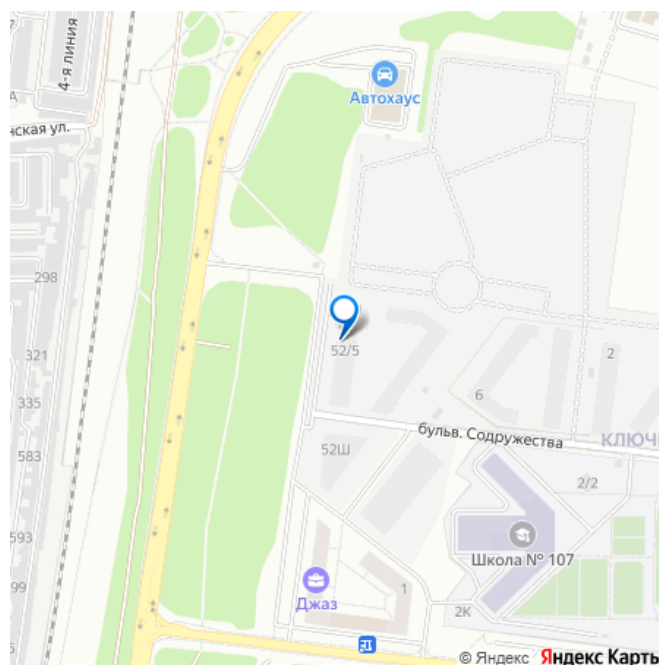 4-я линия
Автохаус
нская ул.
298
52/5
321
2
6
335
бульв. Содружества
КЛЮЧ
52Ш
583
2/2
593
Школа № 107
99
1
Джаз
2К
© Яндекс Яндекс Карты